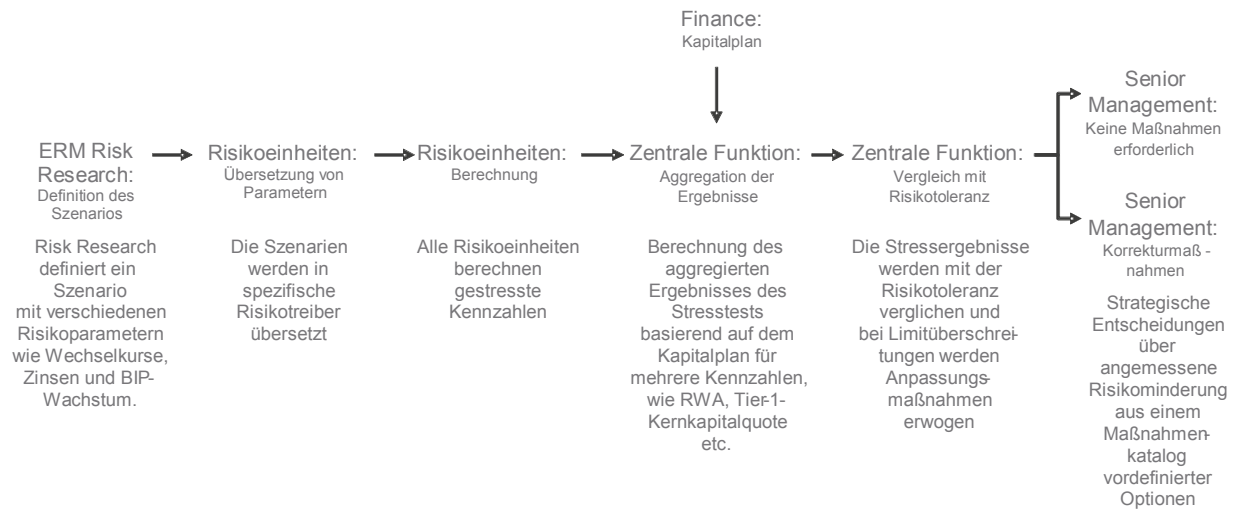 Finance:
Kapitalplan
ERM Risk
Research:
Definition des
Szenarios
Risk Research
definiert ein
Szenario
mit verschiedenen
Risikoparametern
wie Wechselkurse,
Zinsen und BIP-
Wachstum.
Risikoeinheiten:
Übersetzung von
Parametern
Die Szenarien
werden in
spezifische
Risikotreiber
übersetzt
Risikoeinheiten:
Berechnung
Alle Risikoeinheiten
berechnen
gestresste
Kennzahlen
Zentrale Funktion:
Aggregation der
Ergebnisse
Berechnung des
aggregierten
Ergebnisses des
Stresstests
basierend auf dem
Kapitalplan für
mehrere Kennzahlen,
wie RWA, Tier-1-
Kernkapitalquote
etc.
Zentrale Funktion:
Vergleich mit
Risikotoleranz
Die Stressergebnisse
werden mit der
Risikotoleranz
verglichen und
bei Limitüberschrei-
tungen werden
Anpassungs-
maßnahmen
erwogen
Senior
Management:
Keine Maßnahmen
erforderlich
Senior
Management:
Korrekturmaß -
nahmen
Strategische
Entscheidungen
über
angemessene
Risikominderung
aus einem
Maßnahmen-
katalog
vordefinierter
Optionen